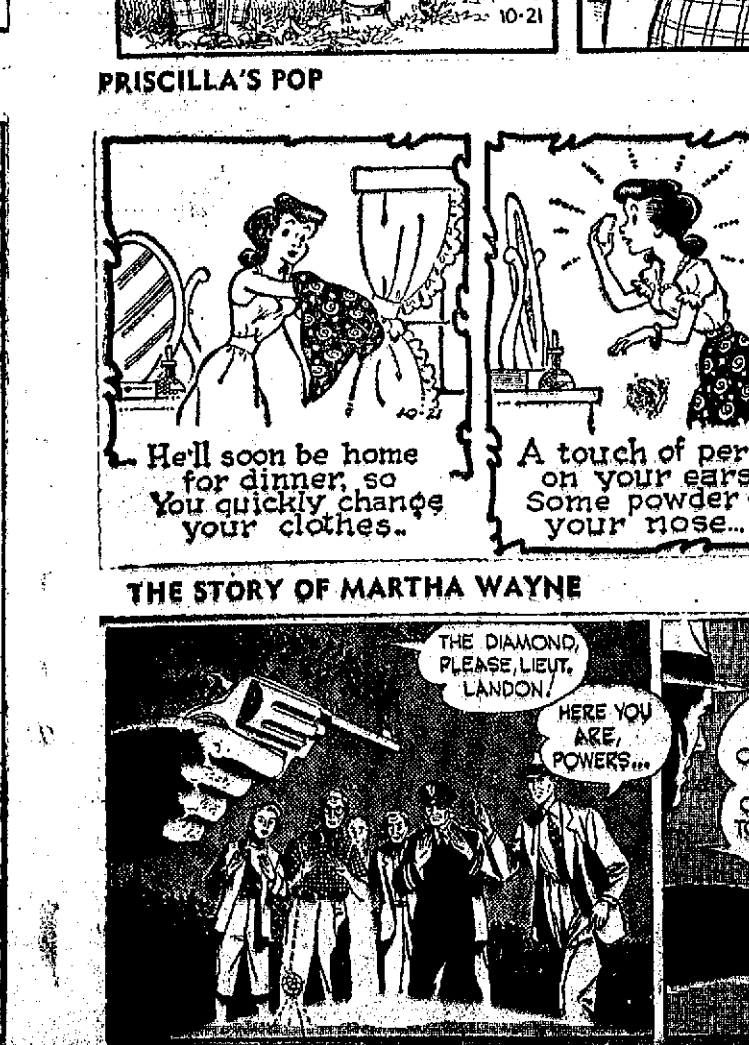 10-21
PRISCILLA'S POP
10-21
He'll soon be home
for dinner, so
You quickly change
your clothes..
A touch of
on your ears
Some powder
your nose...
THE STORY OF MARTHA WAYNE
THE DIAMOND,
PLEASE, LIEUT.
LANDON!
HERE YOU
ARE,
POWERS...